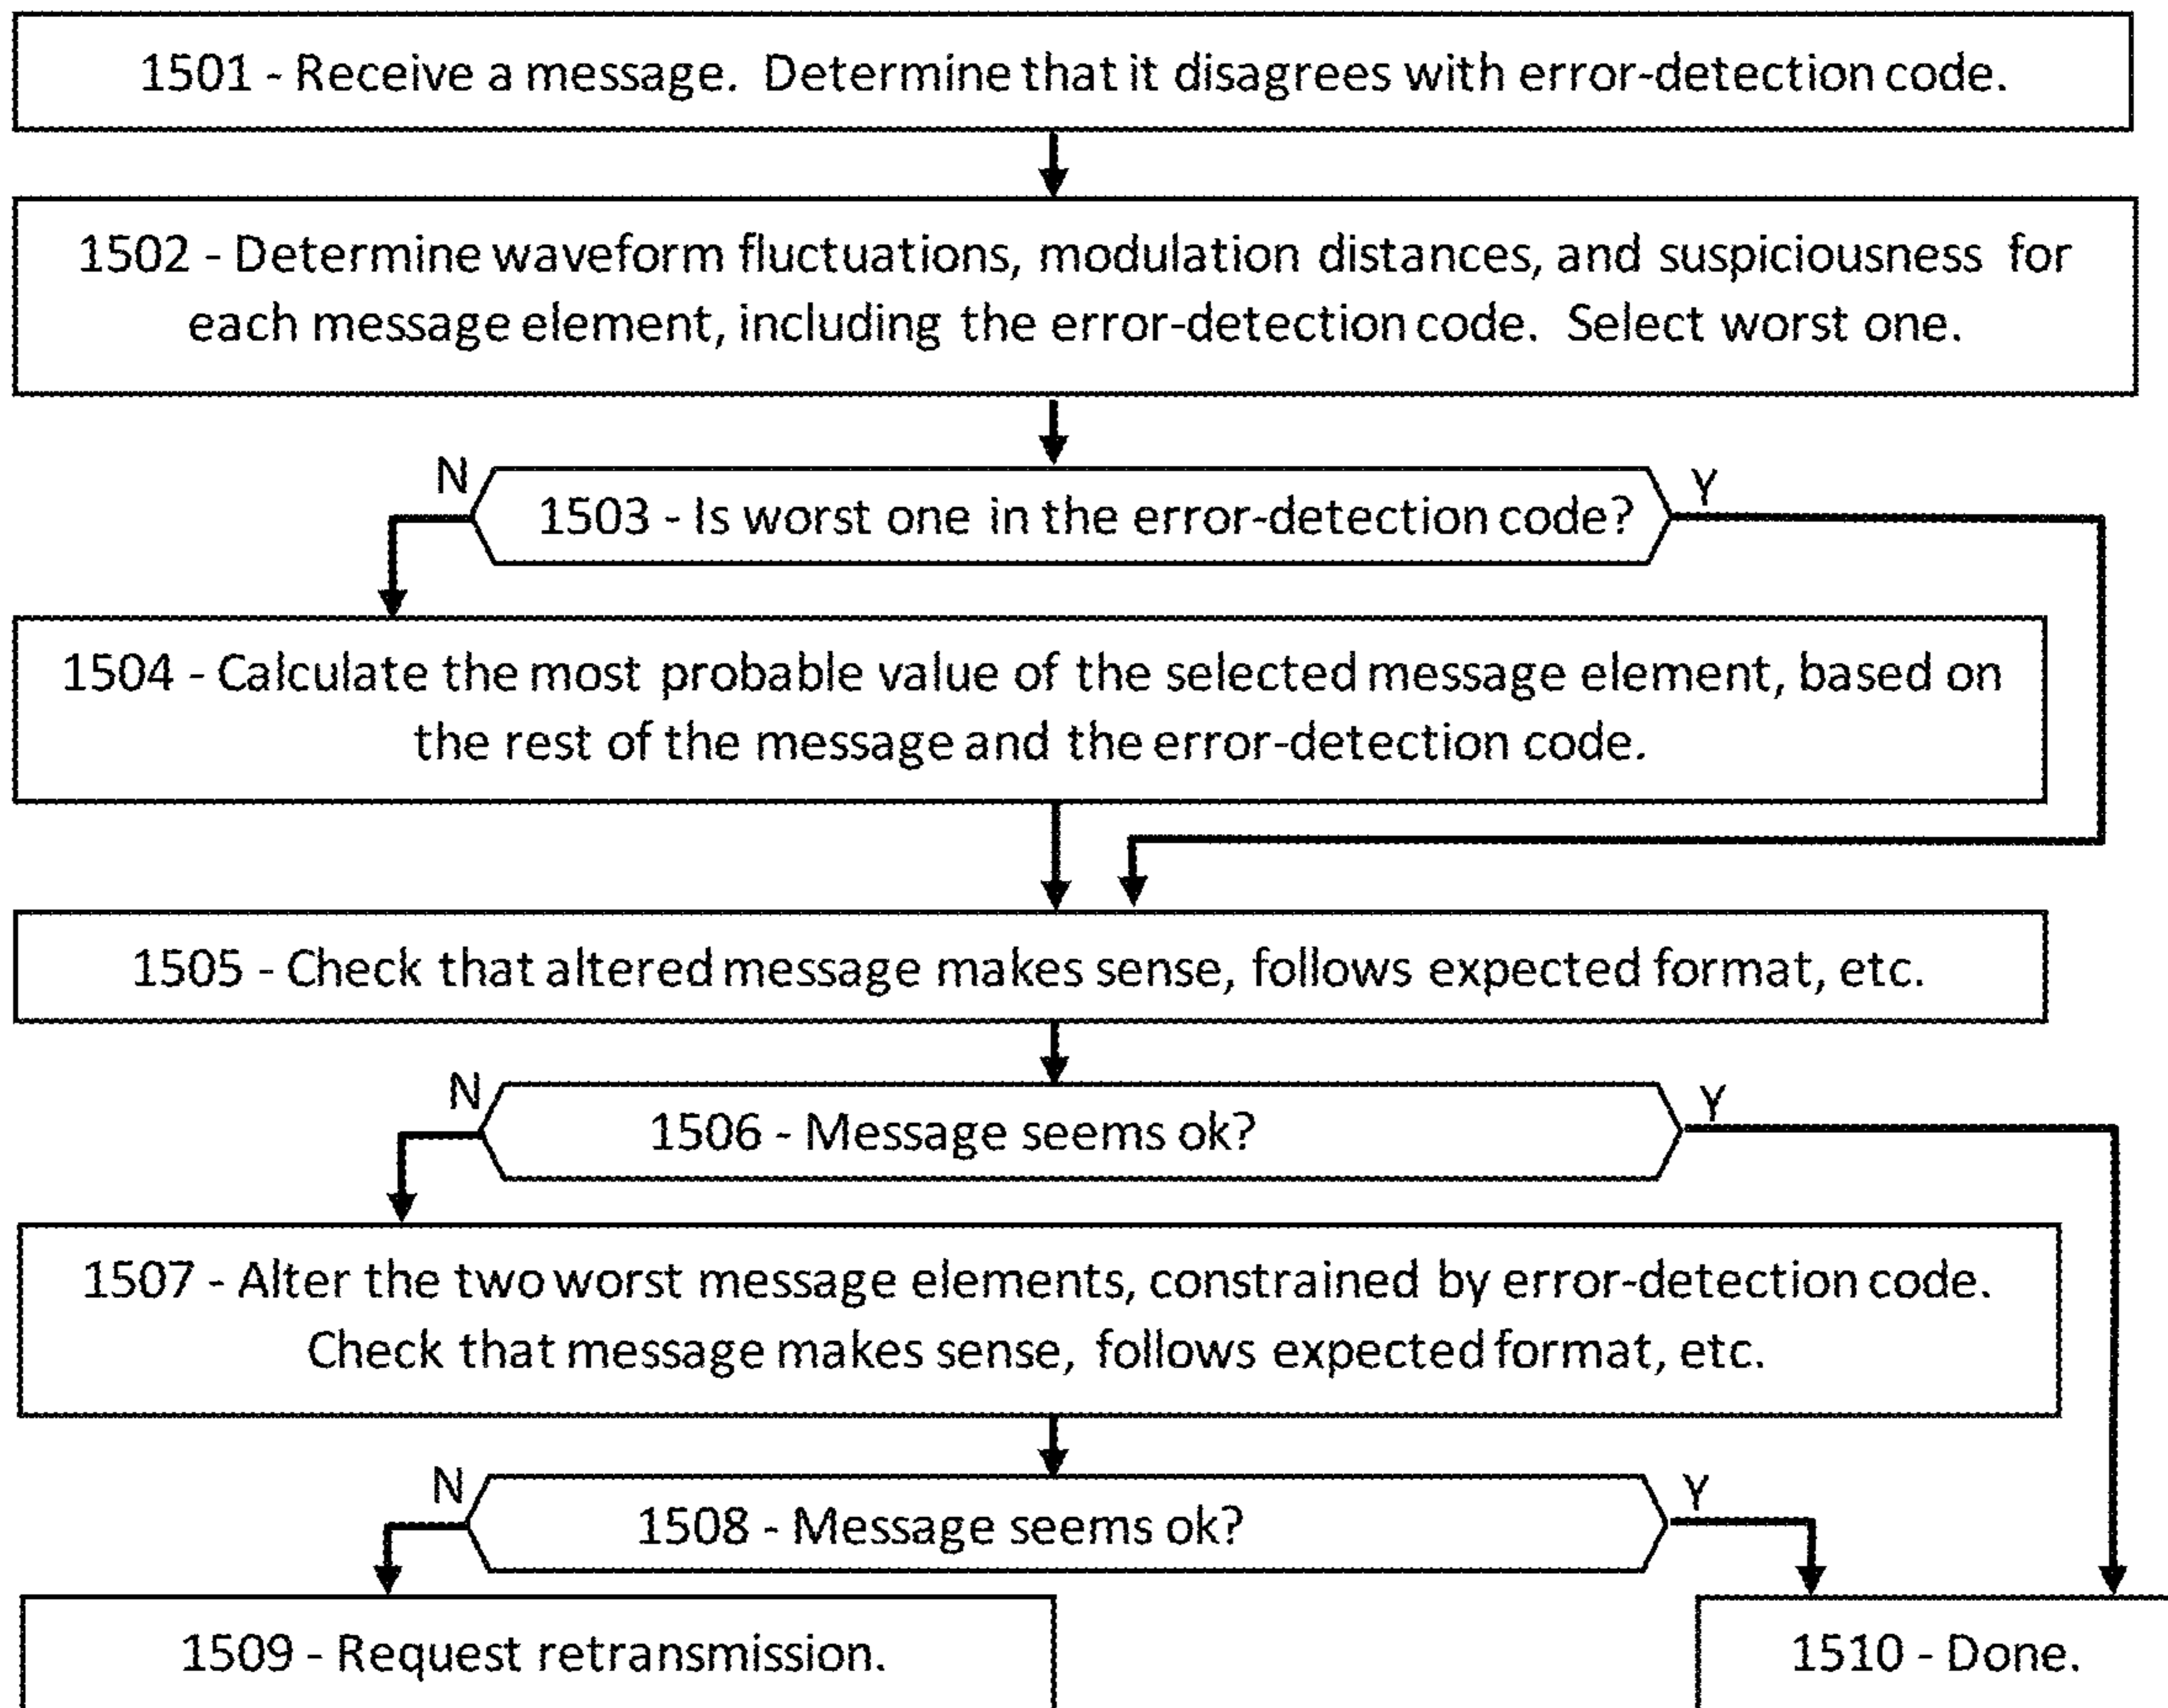 1501 - Receive a message. Determine that it disagrees with error-detection code.
1502 - Determine waveform fluctuations, modulation distances, and suspiciousness for
each message element, including the error-detection code. Select worst one.
N
Y
1503 - Is worst one in the error-detection code?
1504 - Calculate the most probable value of the selected message element, based on
the rest of the message and the error-detection code.
1505 - Check that altered message makes sense, follows expected format, etc.
N
Y
1506 - Message seems ok?
1507 - Alter the two worst message elements, constrained by error-detection code.
Check that message makes sense, follows expected format, etc.
N
Y
1508 - Message seems ok?
1509 - Request retransmission.
1510 - Done.